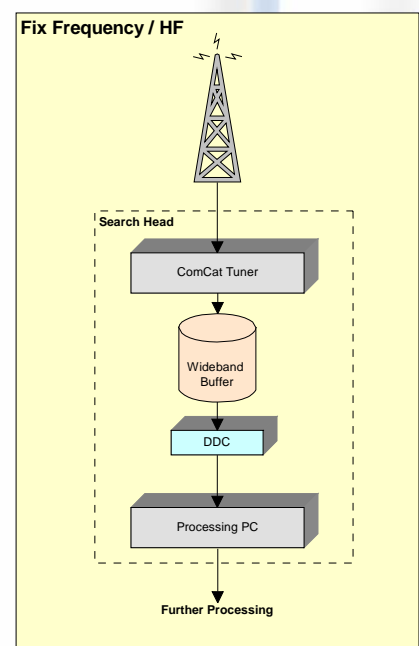 Fix Frequency / HF
Search Head
ComCat Tuner
Wideband
Buffer
DDC
Processing PC
Further Processing